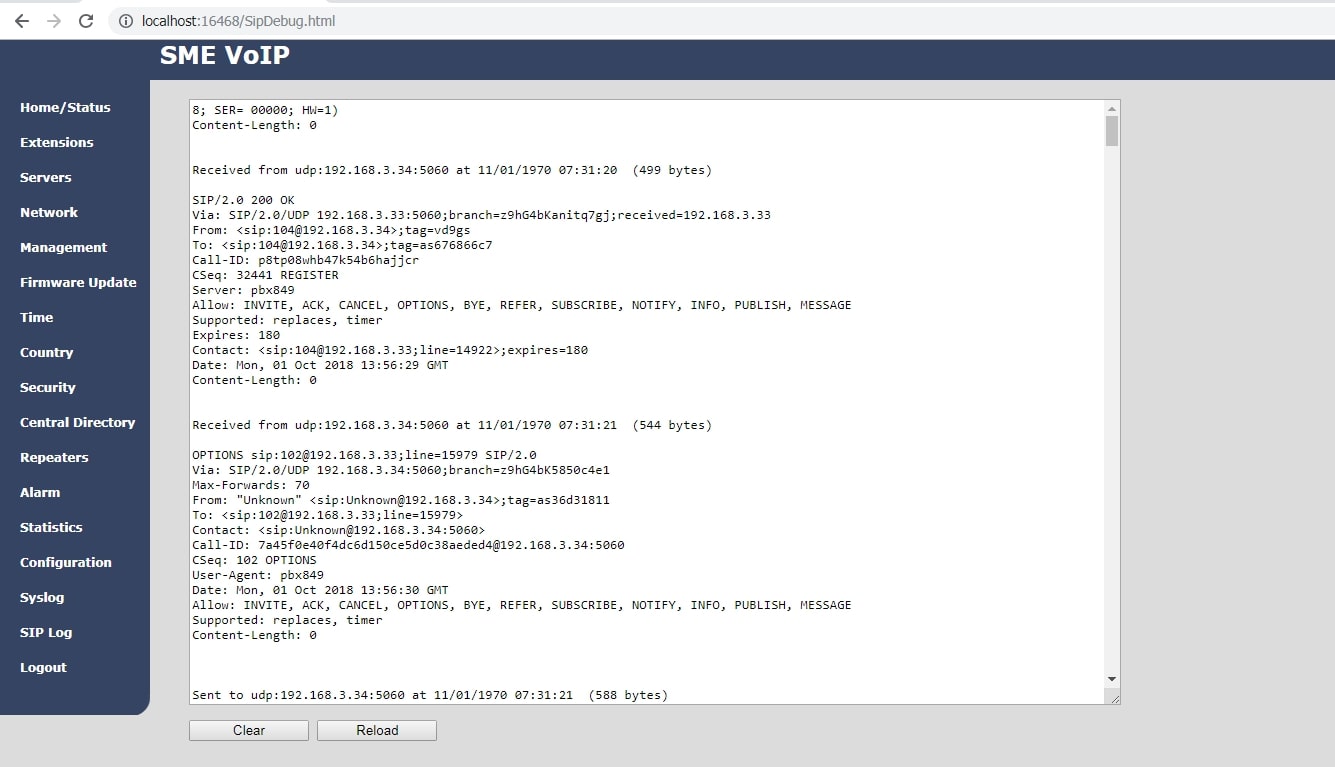 localhost:16468/SipDebug.html
SME VoIP
Home/Status
Extensions
Servers
Network
Management
Firmware Update
Time
Country
Security
Central Directory
Repeaters
Alarm
Statistics
Configuration
Syslog
SIP Log
Logout
8; SER= 00000; HW=1)
Content-Length: 0
Received from udp:192.168.3.34:5060 at 11/01/1970 07:31:20  (499 bytes)
SIP/2.0 200 OK
Via: SIP/2.0/UDP 192.168.3.33:5060;branch=z9hG4bKanitq7gj;received=192.168.3.33
From: <sip:104@192.168.3.34>;tag=vd9gs
To: <sip:104@192.168.3.34>;tag=as676866c7
Call-ID: p8tp08whb47k54b6hajjcr
CSeq: 32441 REGISTER
Server: pbx849
Allow: INVITE, ACK, CANCEL, OPTIONS, BYE, REFER, SUBSCRIBE, NOTIFY, INFO, PUBLISH, MESSAGE
Supported: replaces, timer
Expires: 180
Contact: <sip:104@192.168.3.33;line=14922>;expires=180
Date: Mon, 01 Oct 2018 13:56:29 GMT
Content-Length: 0
Received from udp:192.168.3.34:5060 at 11/01/1970 07:31:21  (544 bytes)
OPTIONS sip:102@192.168.3.33;line=15979 SIP/2.0
Via: SIP/2.0/UDP 192.168.3.34:5060;branch=z9hG4bK5850c4e1
Max-Forwards: 70
From: "Unknown" <sip:Unknown@192.168.3.34>;tag=as36d31811
To: <sip:102@192.168.3.33;line=15979>
Contact: <sip:Unknown@192.168.3.34:5060>
Call-ID: 7a45f0e40f4dc6d150ce5d0c38aeded4@192.168.3.34:5060
CSeq: 102 OPTIONS
User-Agent: pbx849
Date: Mon, 01 Oct 2018 13:56:30 GMT
Allow: INVITE, ACK, CANCEL, OPTIONS, BYE, REFER, SUBSCRIBE, NOTIFY, INFO, PUBLISH, MESSAGE
Supported: replaces, timer
Content-Length: 0
Sent to udp:192.168.3.34:5060 at 11/01/1970 07:31:21  (588 bytes)
Clear
Reload